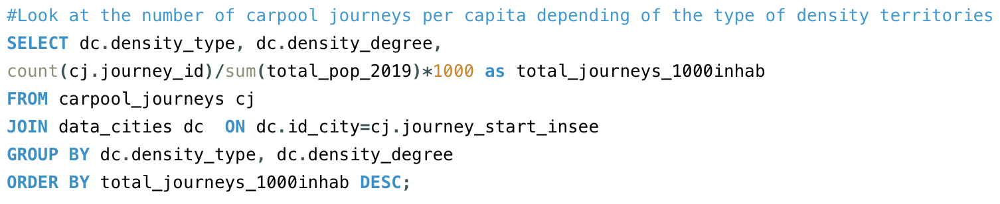 #Look at the number of carpool journeys per capita depending of the type of density territories
SELECT dc.density_type, dc.density_degree,
count(cj.journey_id)/sum(total_pop_2019)*1000 as total_journeys_1000inhab
FROM carpool_journeys cj
JOIN data_cities dc  ON dc.id_city=cj.journey_start_insee
GROUP BY dc.density_type, dc.density_degree
ORDER BY total_journeys_1000inhab DESC;